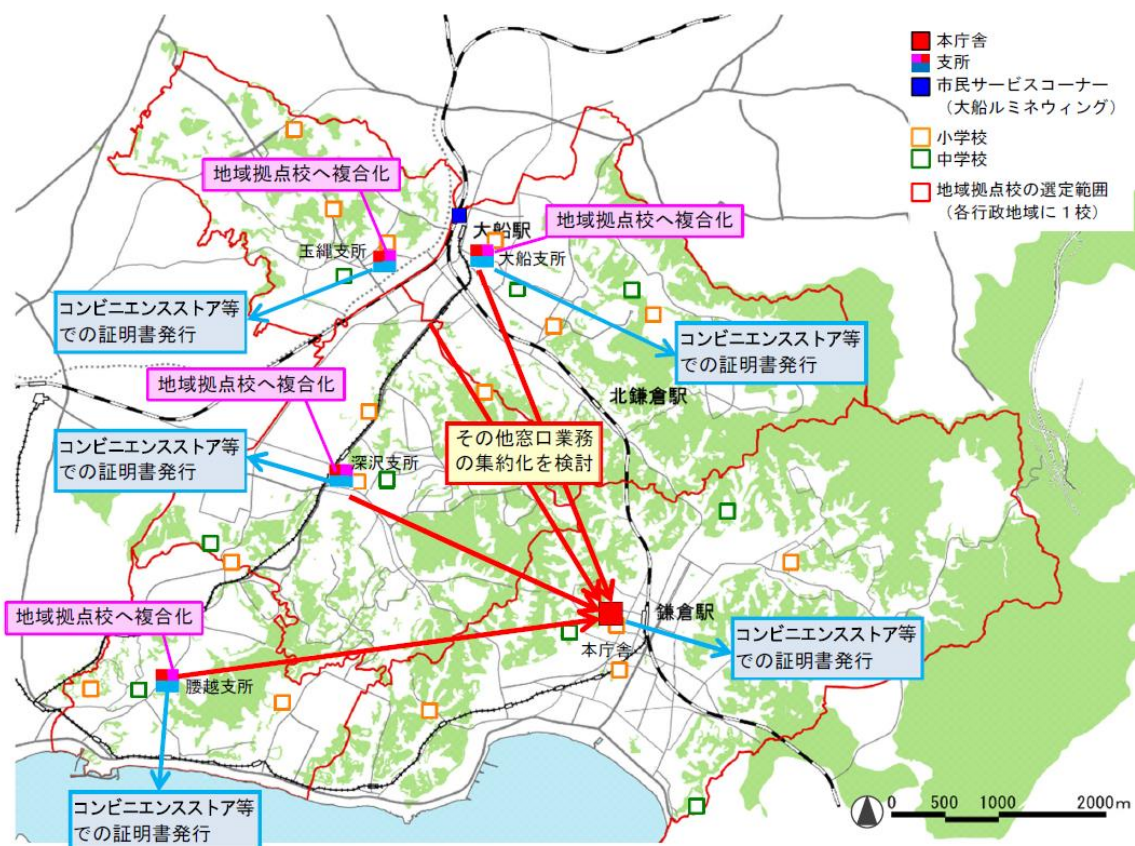 本庁舎
支所
市民サービスコーナー
（大船ルミネウィング）
小学校
中学校
地域拠点校の選定範囲
（各行政地域に１校）
地域拠点校へ複合化
地域拠点校へ複合化
大船駅
玉縄支所
大船支所
コンビニエンスストア等
での証明書発行
コンビニエンスストア等
での証明書発行
地域拠点校へ複合化
北鎌倉駅
その他窓口業務
の集約化を検討
コンビニエンスストア等
での証明書発行
深沢支所
地域拠点校へ複合化
鎌倉駅
本庁舎
コンビニエンスストア等
での証明書発行
腰越支所
コンビニエンスストア等
での証明書発行
0 500 1000 2000m